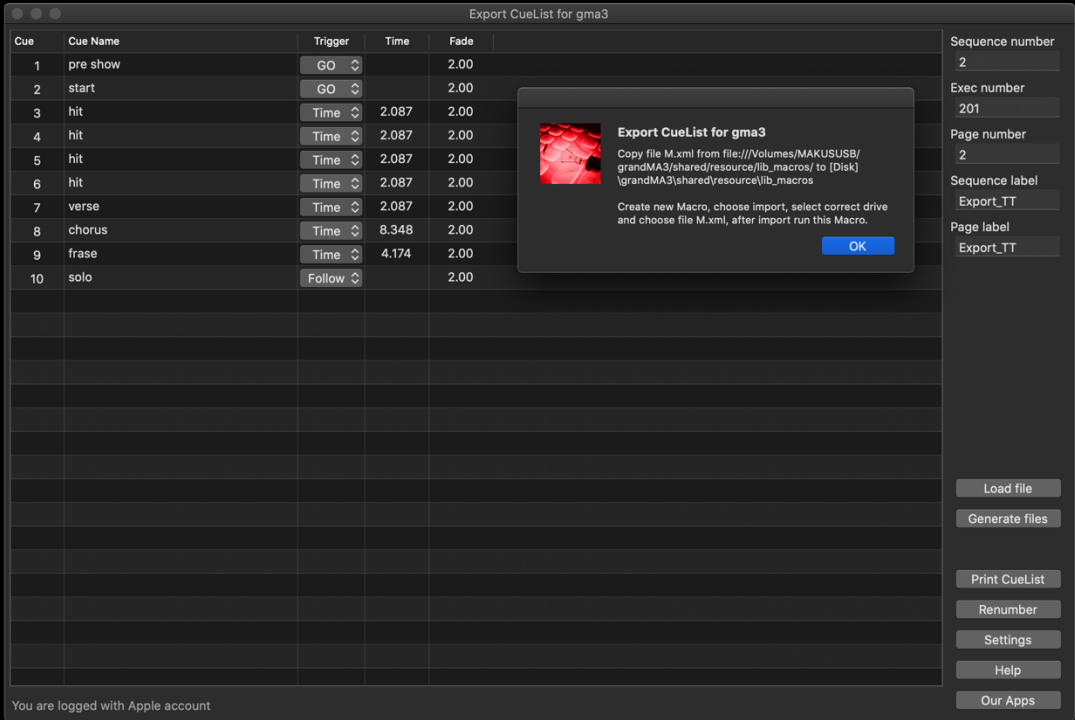 Export CueList for gma3
Cue Cue Name Trigger Time Fade
1 pre show GO 2.00
2 start GO 2.00
3 hit Time 2.087 2.00
4 hit Time 2.087 2.00
5 hit Time 2.087 2.00
6 hit Time 2.087 2.00
7 verse Time 2.087 2.00
8 chorus Time 8.348 2.00
9 frase Time 4.174 2.00
10 solo Follow 2.00
Export CueList for gma3
Copy file M.xml from file:///Volumes/MAKUSUSB/
grandMA3/shared/resource/lib_macros/ to [Disk]
\grandMA3\shared\resource\lib_macros
Create new Macro, choose import, select correct drive
and choose file M.xml, after import run this Macro.
OK
Sequence number
2
Exec number
201
Page number
2
Sequence label
Export_TT
Page label
Export_TT
Load file
Generate files
Print CueList
Renumber
Settings
Help
Our Apps
You are logged with Apple account